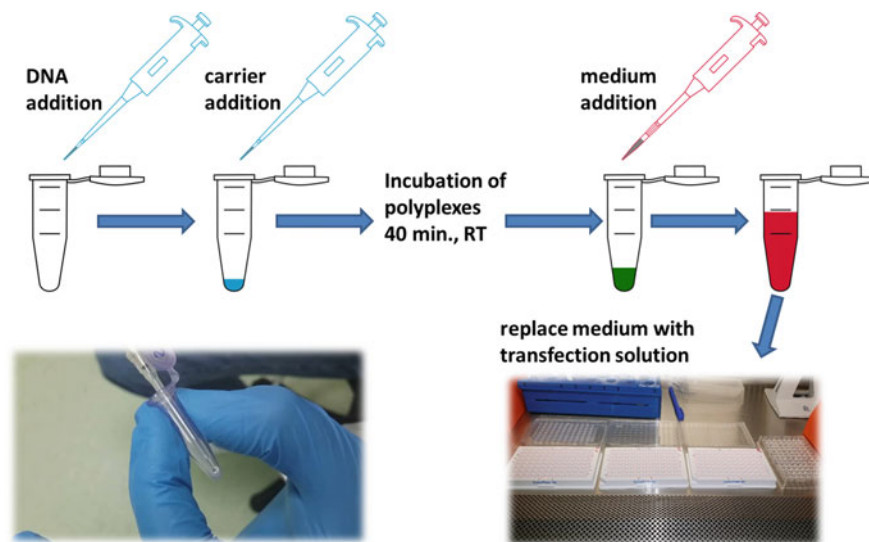 DNA
addition
carrier
addition
medium
addition
Incubation of
polyplexes
40 min., RT
replace medium with
transfection solution